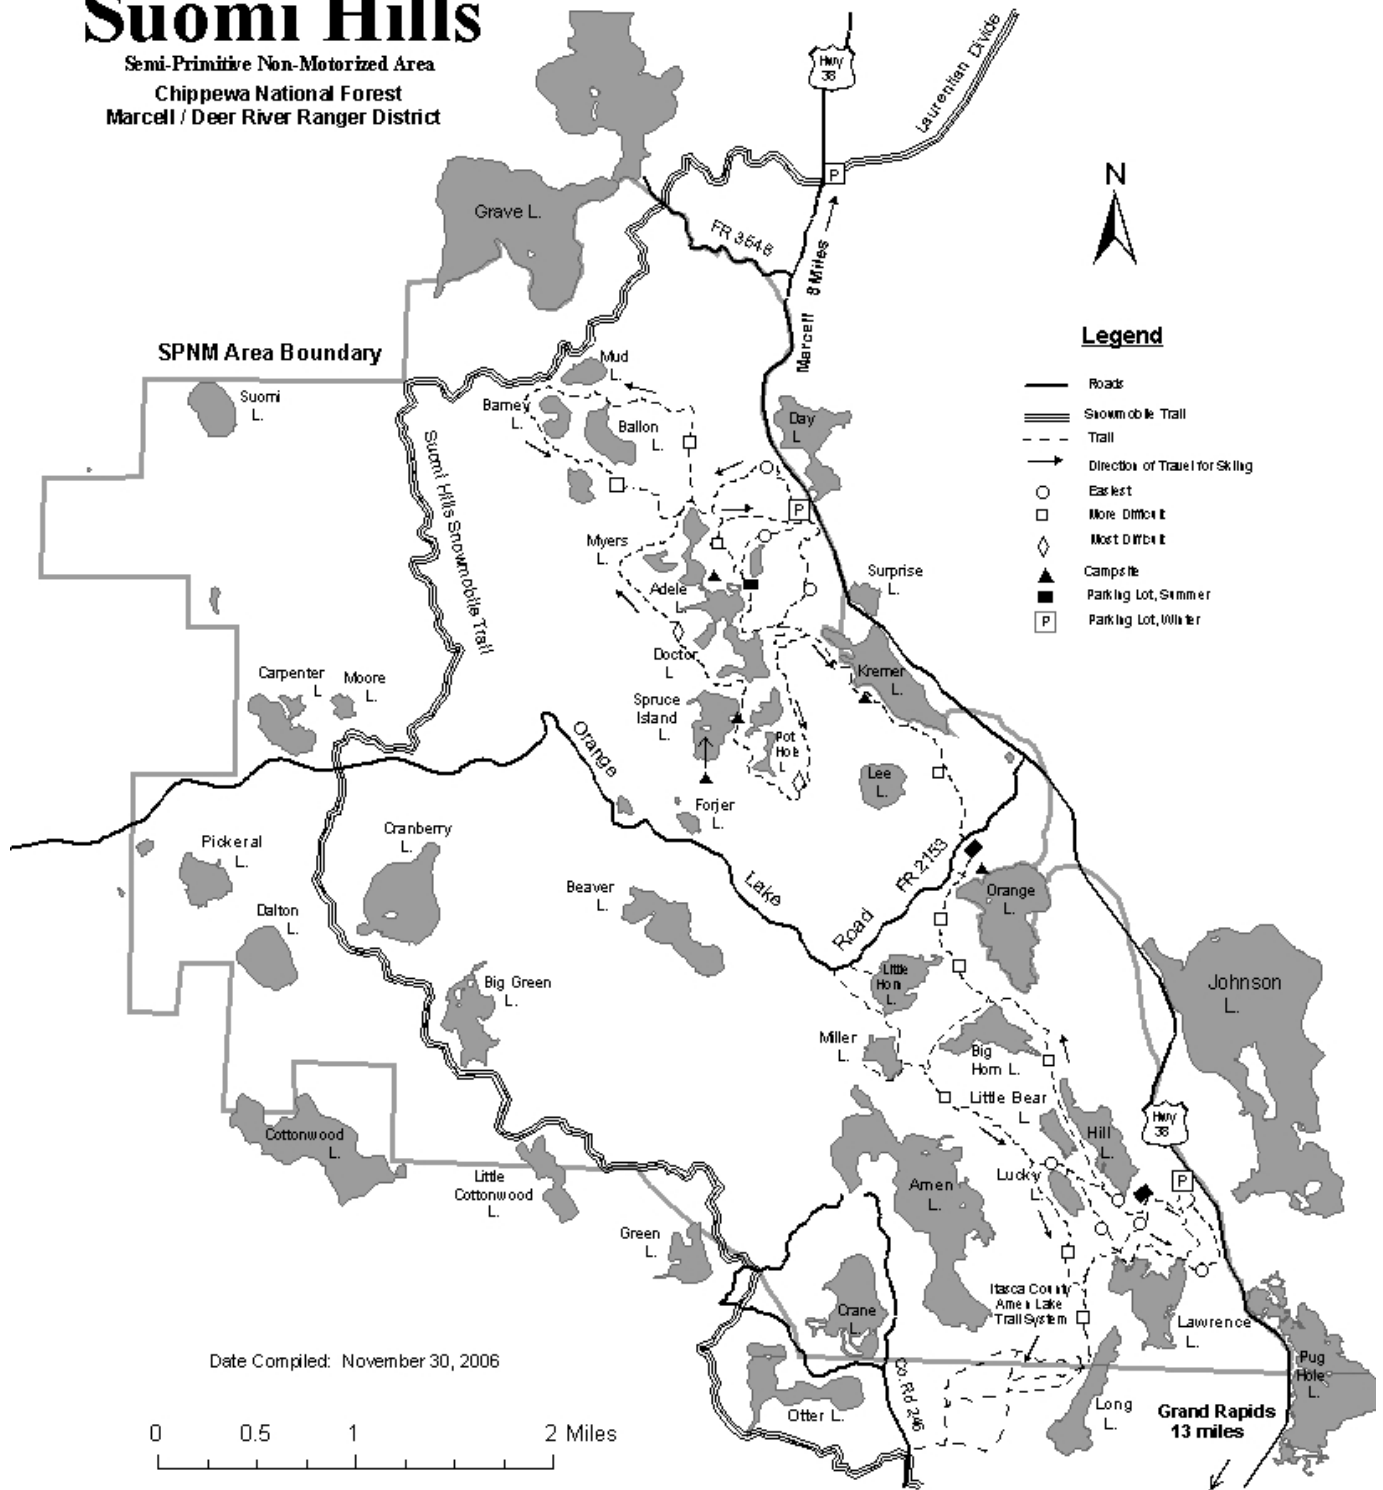 Suomi Hills
Semi-Primitive Non-Motorized Area
Chippewa National Forest
Marcell / Deer River Ranger District
Hwy
38
Laurentian Divide
P
N
Grave L.
FR 3548
Marcell 8 Miles
Legend
Roads
Snowmobile Trail
Trail
Direction of Travel for Skiing
Easiest
More Difficult
Most Difficult
Campsite
Parking Lot, Summer
P
Parking Lot, Winter
SPNM Area Boundary
Suomi
L.
Mud
L.
Barney
L.
Ballon
L.
Day
L
P
Suomi Hills Snowmobile Trail
Myers
L.
Adele
L
Surprise
L.
Doctor
L
Kremer
L.
Carpenter
L
Moore
L.
Spruce
Island
L.
Pot
Hole
L
Orange
Lee
L.
Forjer
L.
Pickeral
L.
Cranberry
L.
FR 2153
Beaver
L.
Lake
Orange
L.
Dalton
L.
Road
Little
Horn
L.
Big Green
L.
Johnson
L.
Miller
L.
Big
Horn L.
Little Bear
L
Hwy
38
Cottonwood
L.
Hill
L.
Little
Cottonwood
L.
Amen
L.
Lucky
L
P
Green
L.
Itasca County
Amen Lake
Trail System
Crane
L.
Lawrence
L.
Date Compiled: November 30, 2006
Pug
Hole
L.
Co. Rd 246
Otter L.
Long
L.
Grand Rapids
13 miles
0 0.5 1 2 Miles